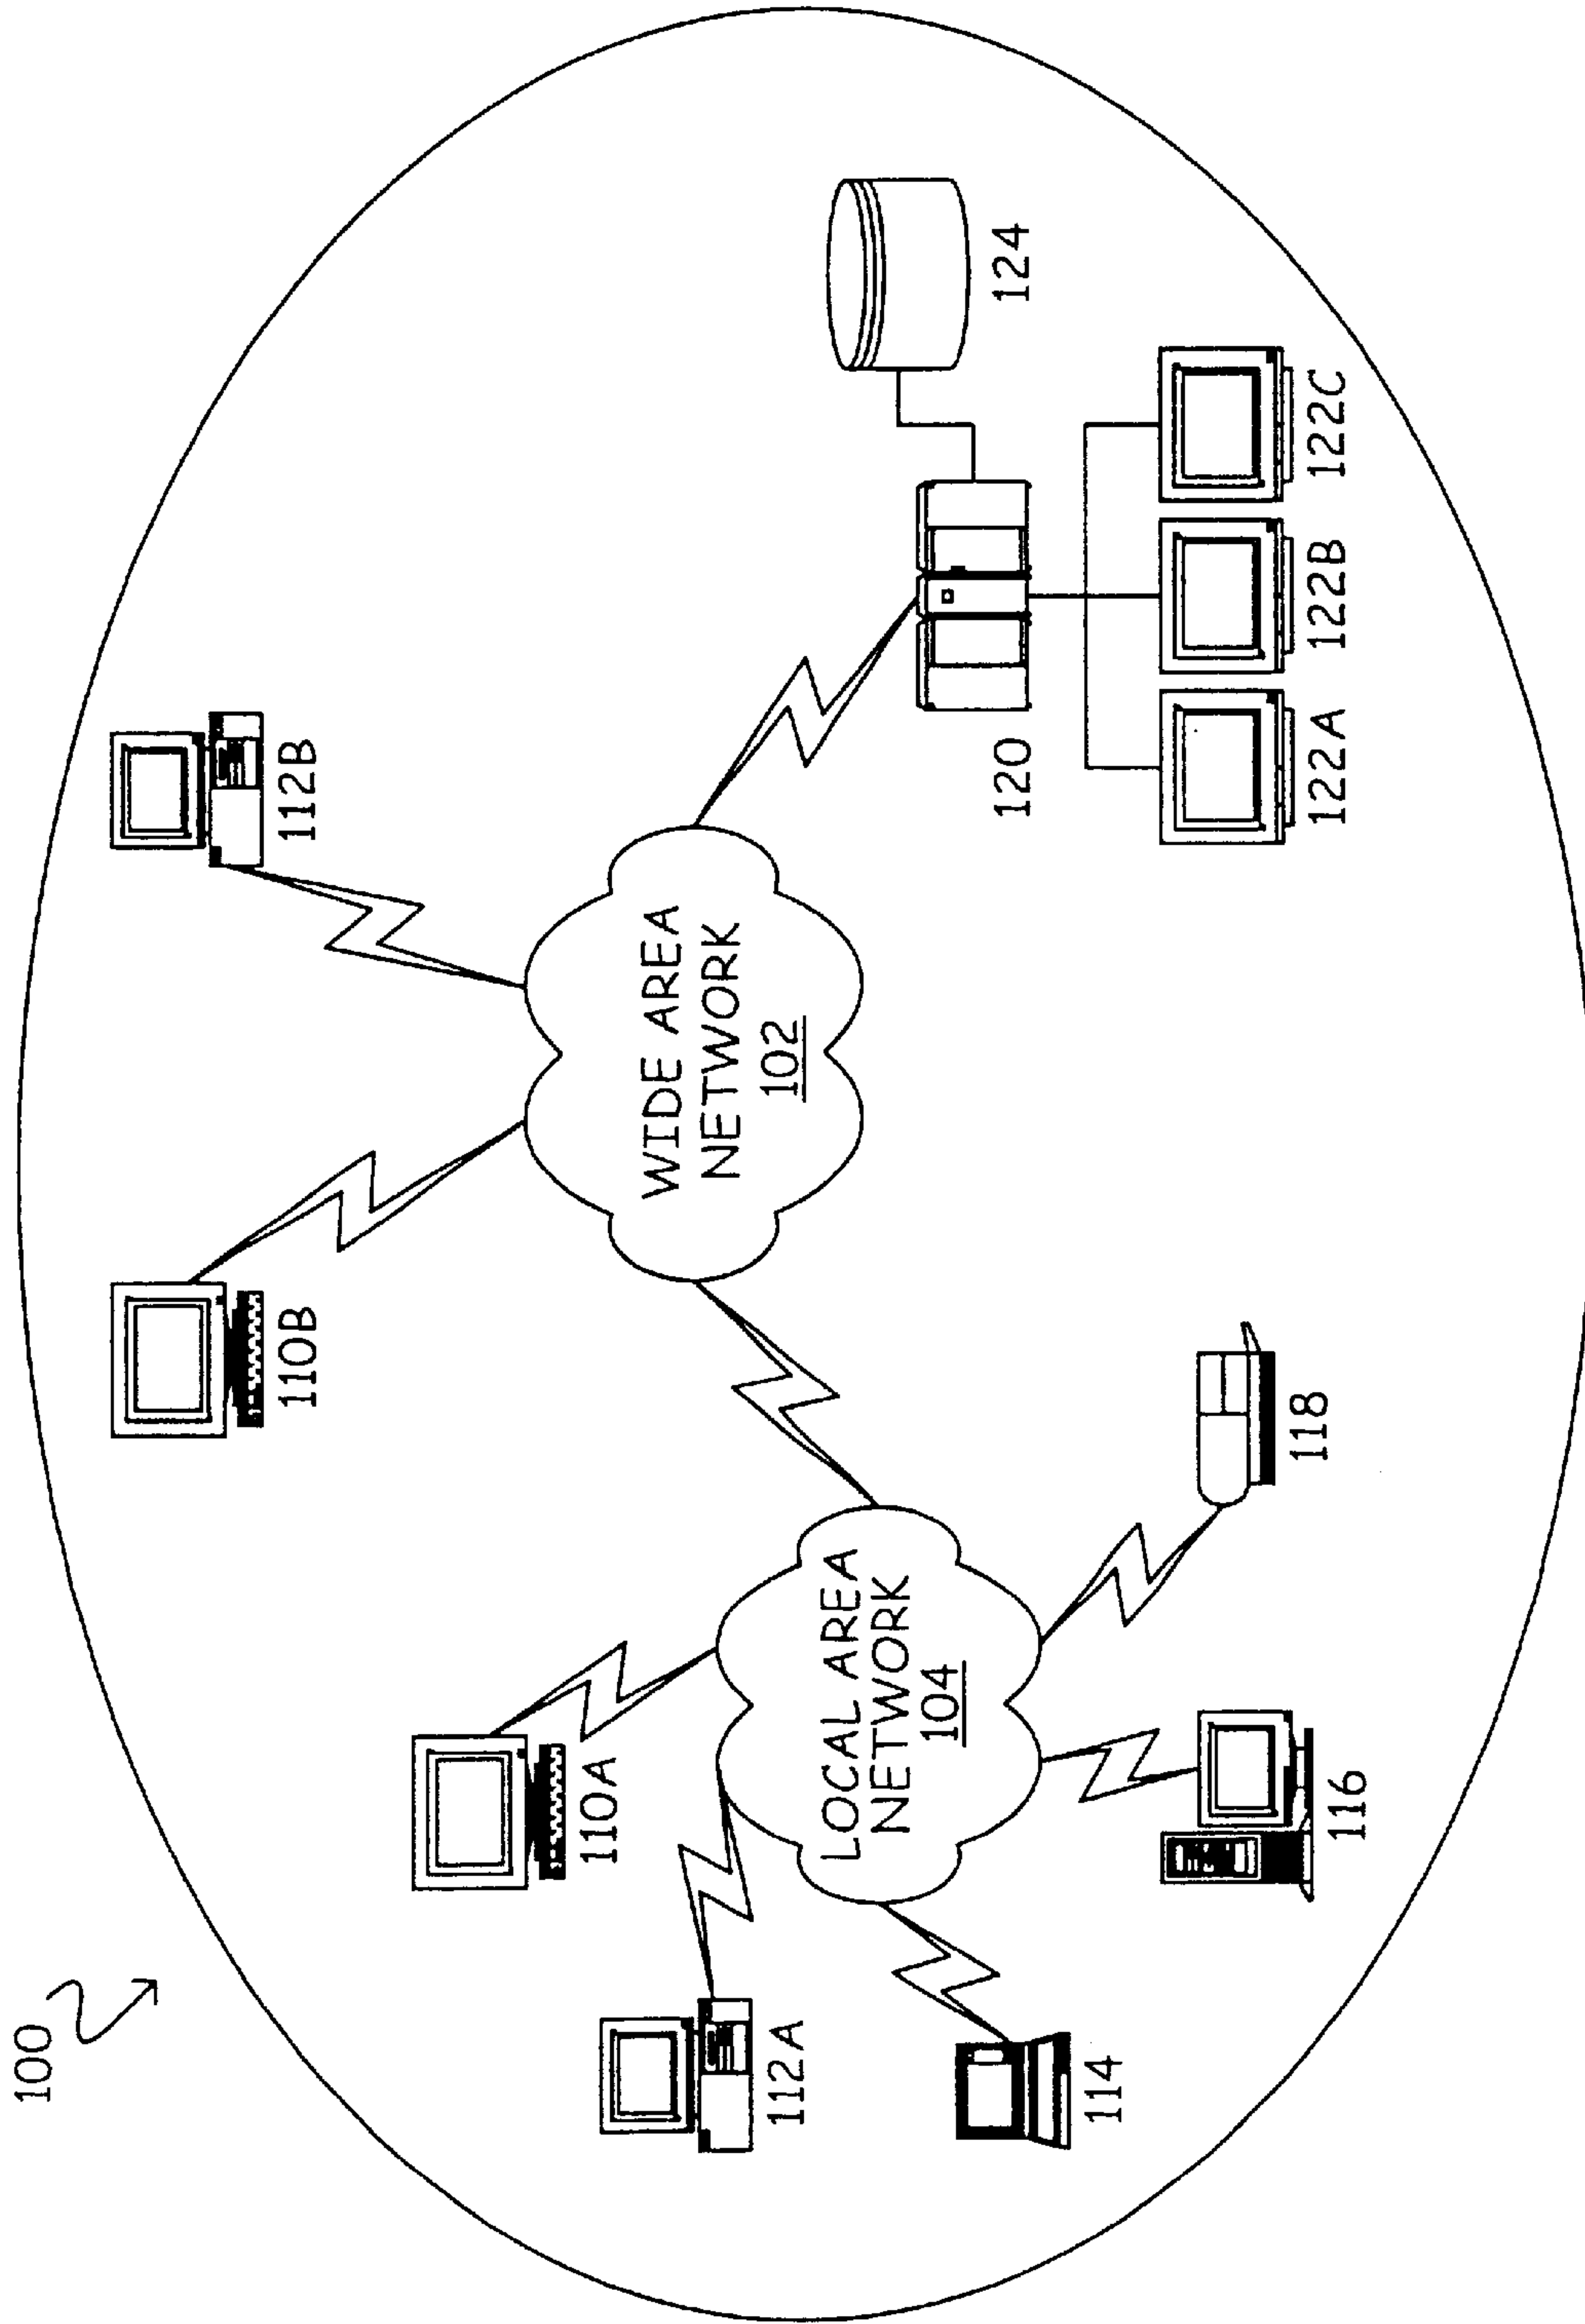 100
110B
112B
WIDE AREA
NETWORK
102
110A
112A
LOCAL AREA
NETWORK
104
114
116
118
120
124
122A
122B
122C